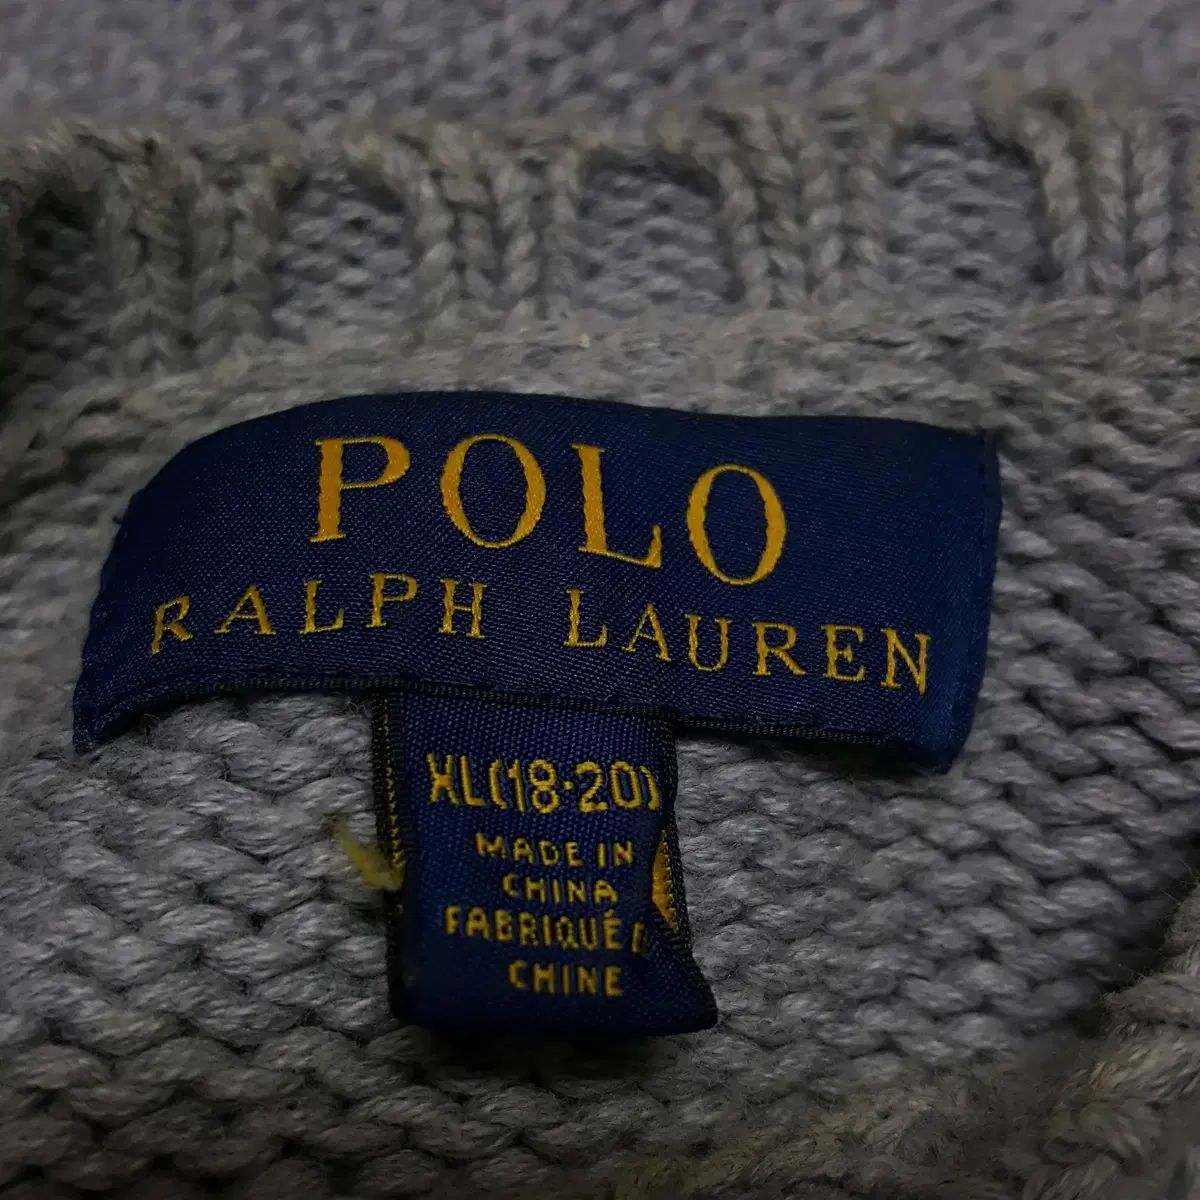 POLO
RALPH LAUREN
XL(18·20)
MADE IN
CHINA
FABRIQUÉ
CHINE